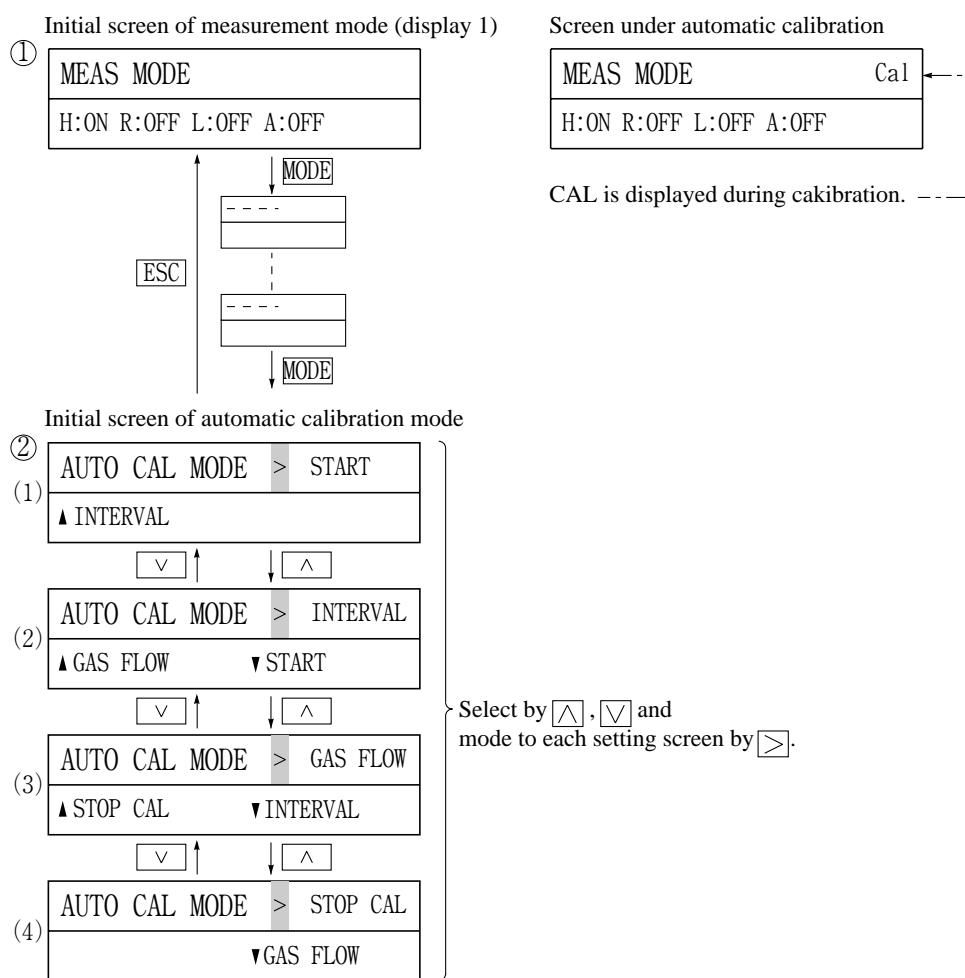 Initial screen of measurement mode (display 1)
Screen under automatic calibration
①
MEAS MODE
H:ON R:OFF L:OFF A:OFF
MEAS MODE Cal
H:ON R:OFF L:OFF A:OFF
CAL is displayed during cakibration.
MODE
- - - -
ESC
- - - -
MODE
Initial screen of automatic calibration mode
②
(1)
AUTO CAL MODE > START
▲ INTERVAL
∨ ∧
(2)
AUTO CAL MODE > INTERVAL
▲ GAS FLOW ▼ START
∨ ∧
(3)
AUTO CAL MODE > GAS FLOW
▲ STOP CAL ▼ INTERVAL
∨ ∧
(4)
AUTO CAL MODE > STOP CAL
▼ GAS FLOW
Select by ∧ , ∨ and
mode to each setting screen by >.